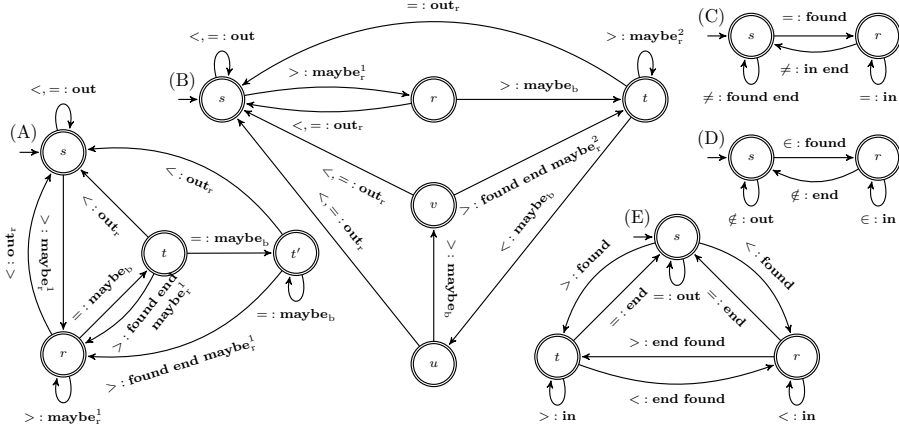 (A)
<, = : out
s
< : out_r
> : maybe_r^1
< : out_r
< : out_r
t
= : maybe_b
t′
= : maybe_b
= : maybe_b
> : found end
maybe_r^1
> : found end maybe_r^1
r
> : maybe_r^1
(B)
= : out_r
<, = : out
> : maybe_r^2
s
> : maybe_r^1
r
> : maybe_b
t
<, = : out_r
<, = : out_r
<, = : out_r
> : found end maybe_r^2
v
< : maybe_b
> : maybe_b
u
(C)
s
= : found
r
≠ : in end
≠ : found end
= : in
(D)
s
∈ : found
r
∉ : end
∉ : out
∈ : in
(E)
s
> : found
< : found
= : out
= : end
= : end
t
> : end found
r
< : end found
> : in
< : in